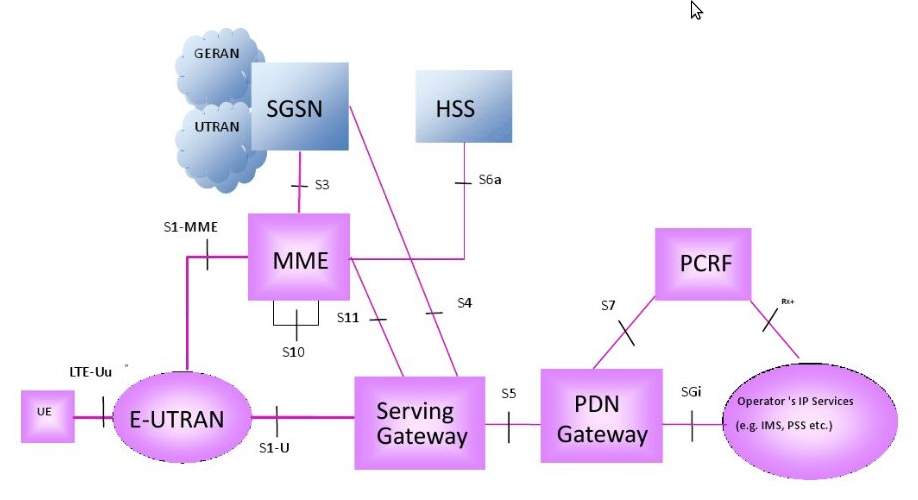 GERAN
SGSN
HSS
UTRAN
S3
S6a
S1-MME
MME
PCRF
S11
S4
S7
Rx+
S10
LTE-Uu
UE
E-UTRAN
S1-U
Serving
Gateway
S5
PDN
Gateway
SGi
Operator 's IP Services
(e.g. IMS, PSS etc.)